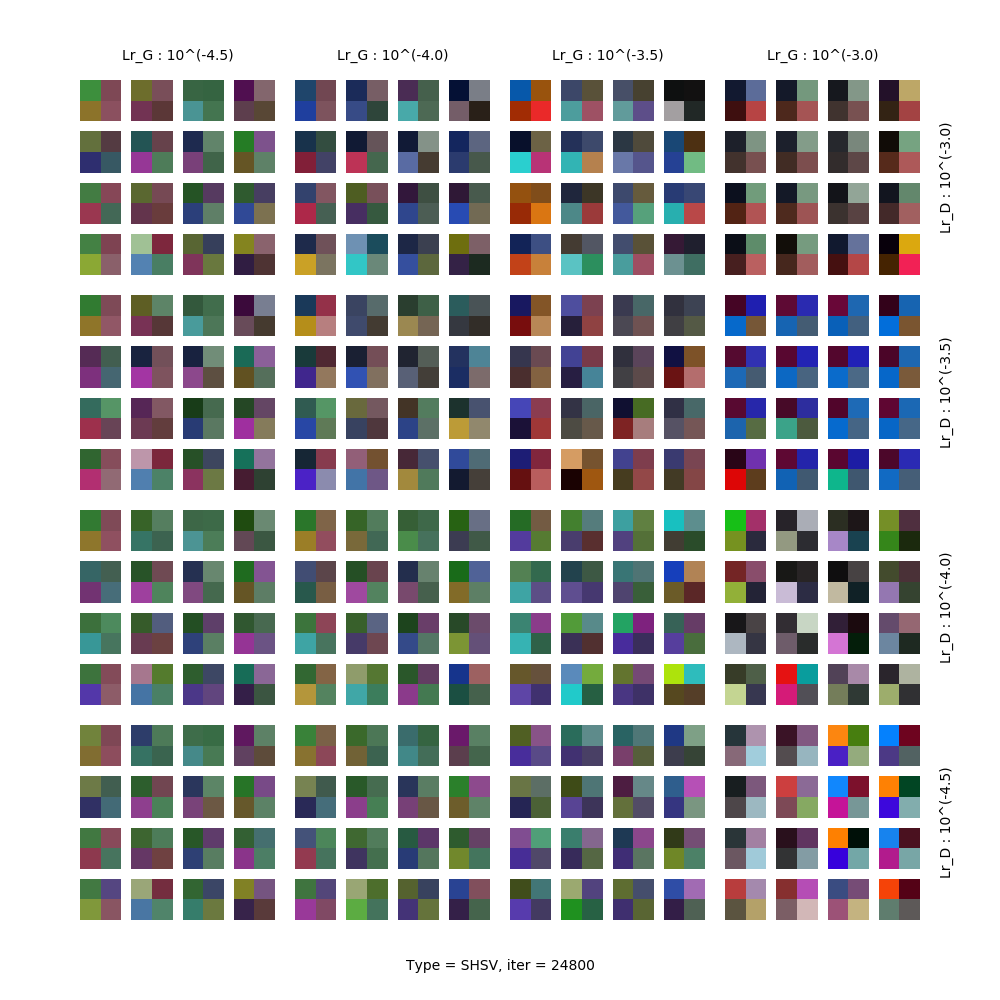 Lr_G : 10^(-4.5)
Lr_G : 10^(-4.0)
Lr_G : 10^(-3.5)
Lr_G : 10^(-3.0)
Lr_D : 10^(-3.0)
Lr_D : 10^(-3.5)
Lr_D : 10^(-4.0)
Lr_D : 10^(-4.5)
Type = SHSV, iter = 24800